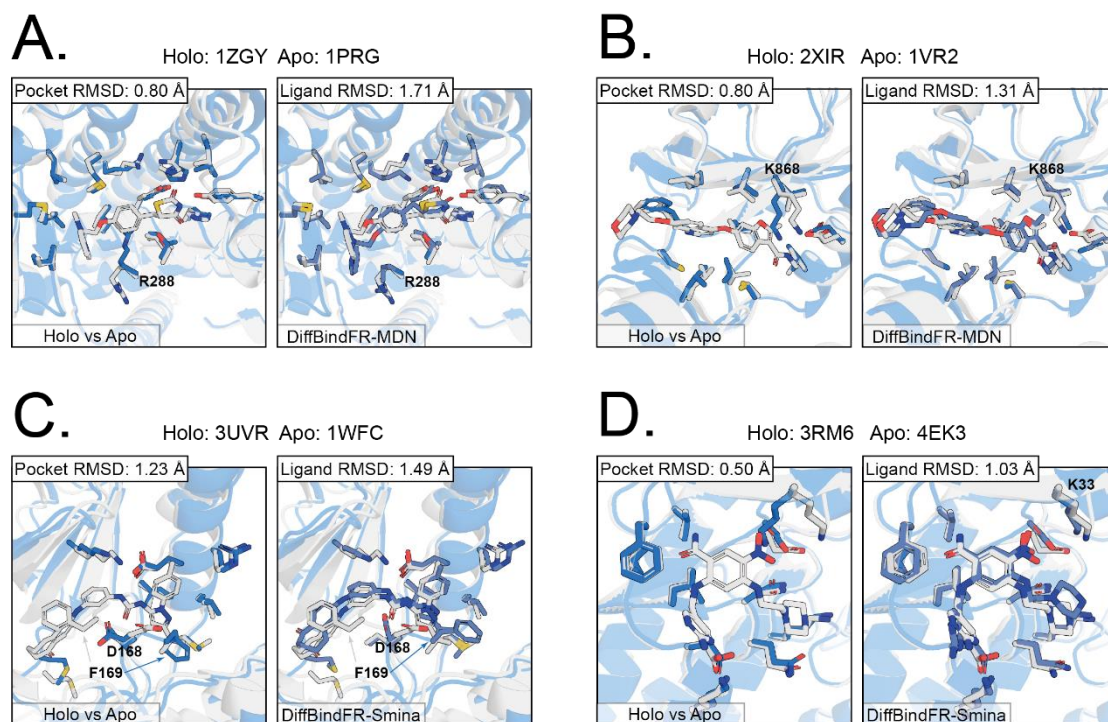 A.
Holo: 1ZGY Apo: 1PRG
Pocket RMSD: 0.80 Å
Ligand RMSD: 1.71 Å
R288
R288
Holo vs Apo
DiffBindFR-MDN
B.
Holo: 2XIR Apo: 1VR2
Pocket RMSD: 0.80 Å
Ligand RMSD: 1.31 Å
K868
K868
Holo vs Apo
DiffBindFR-MDN
C.
Holo: 3UVR Apo: 1WFC
Pocket RMSD: 1.23 Å
Ligand RMSD: 1.49 Å
D168
F169
D168
F169
Holo vs Apo
DiffBindFR-Smina
D.
Holo: 3RM6 Apo: 4EK3
Pocket RMSD: 0.50 Å
Ligand RMSD: 1.03 Å
K33
Holo vs Apo
DiffBindFR-Smina